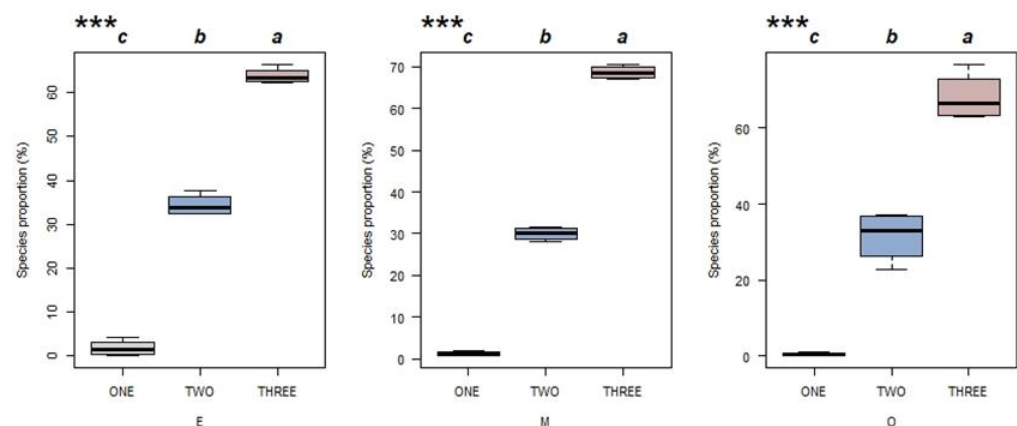 ***
c b a
Species proportion (%)
60
50
40
30
20
10
0
ONE TWO THREE
E
***
c b a
Species proportion (%)
70
60
50
40
30
20
10
0
ONE TWO THREE
M
***
c b a
Species proportion (%)
60
40
20
0
ONE TWO THREE
O